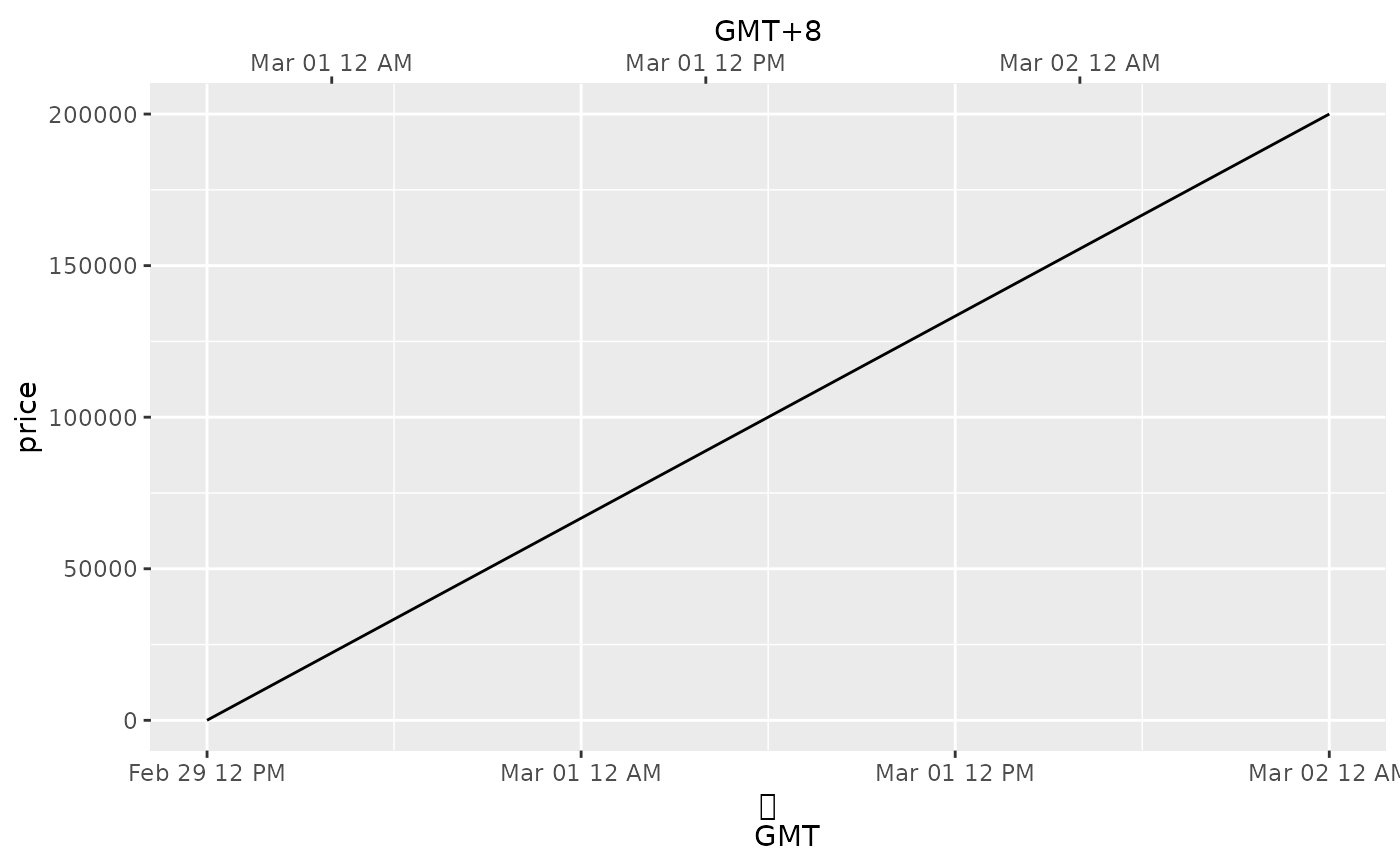 GMT+8
Mar 01 12 AM Mar 01 12 PM Mar 02 12 AM
200000
150000
price
100000
50000
0
Feb 29 12 PM Mar 01 12 AM Mar 01 12 PM Mar 02 12 AM
GMT